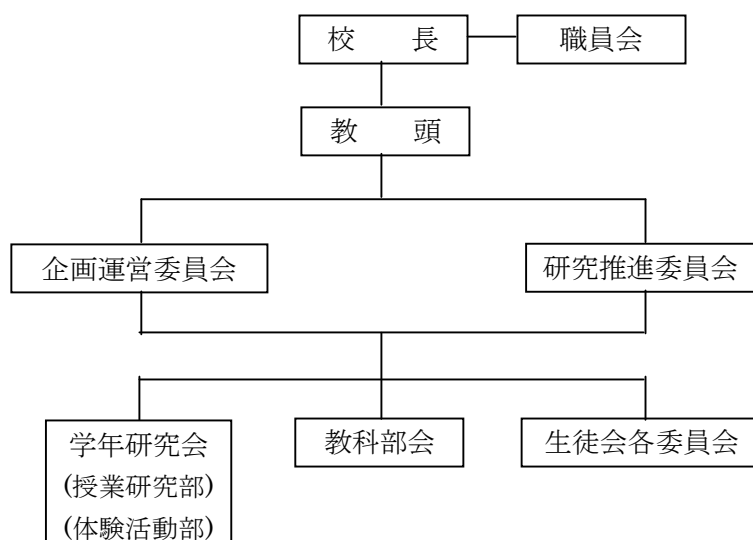 校　　長
職員会
教　　頭
企画運営委員会
研究推進委員会
学年研究会
(授業研究部)
(体験活動部)
教科部会
生徒会各委員会